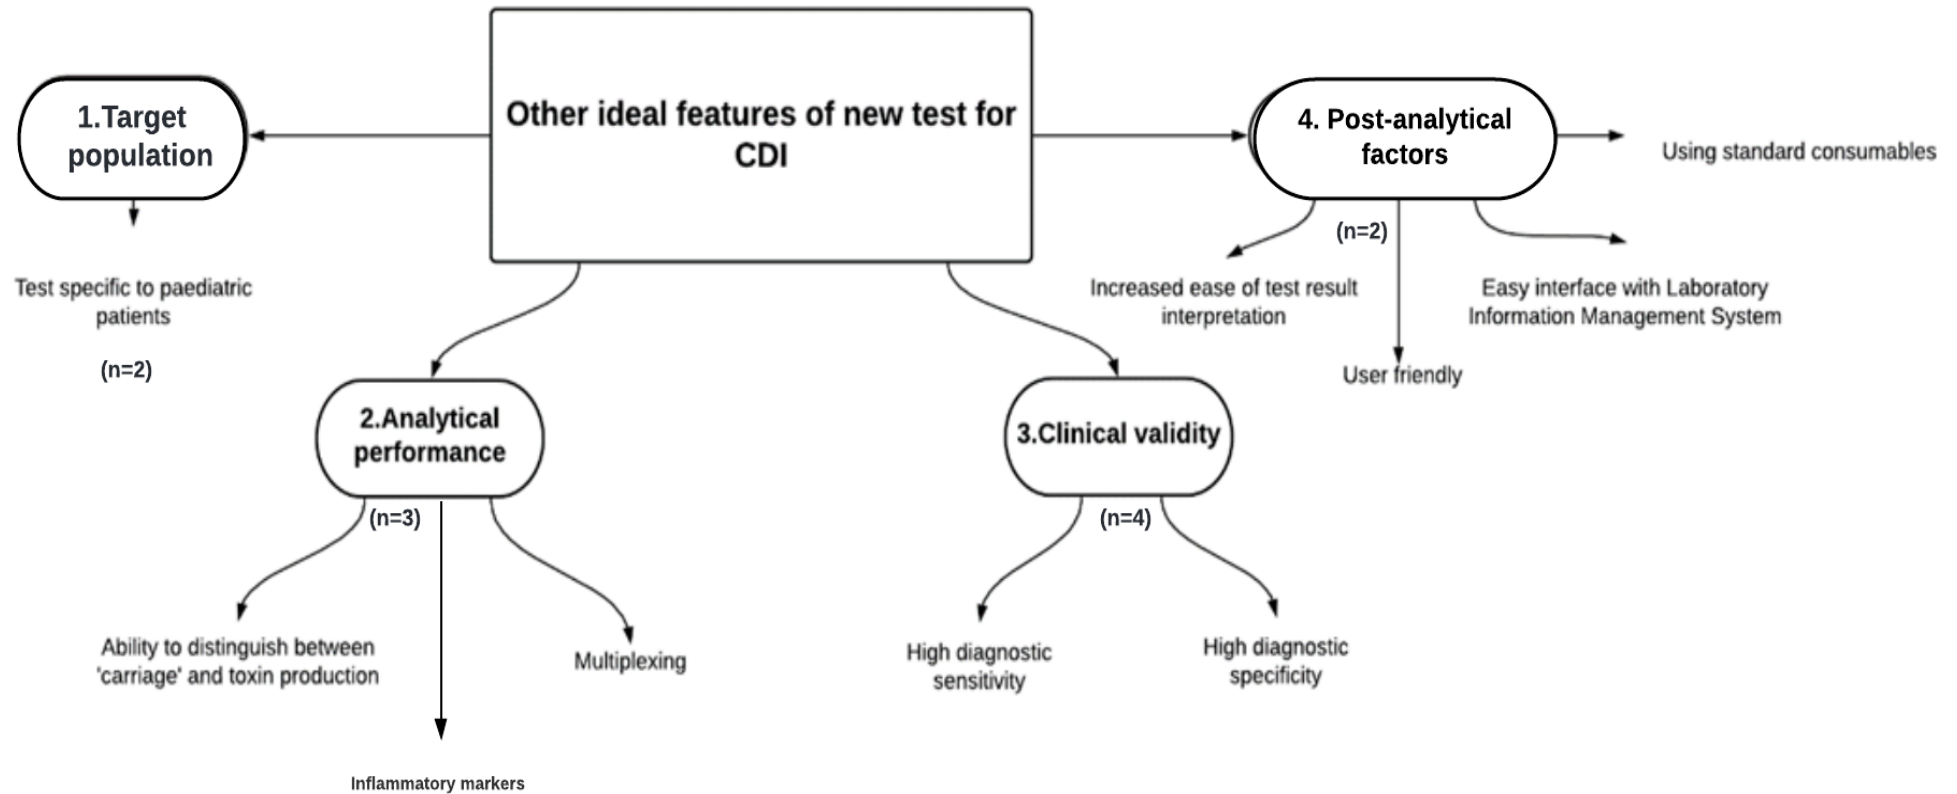 Other ideal features of new test for
CDI
1.Target
population
Test specific to paediatric
patients
(n=2)
2.Analytical
performance
(n=3)
Ability to distinguish between
'carriage' and toxin production
Inflammatory markers
Multiplexing
3.Clinical validity
(n=4)
High diagnostic
sensitivity
High diagnostic
specificity
4. Post-analytical
factors
(n=2)
Increased ease of test result
interpretation
User friendly
Easy interface with Laboratory
Information Management System
Using standard consumables